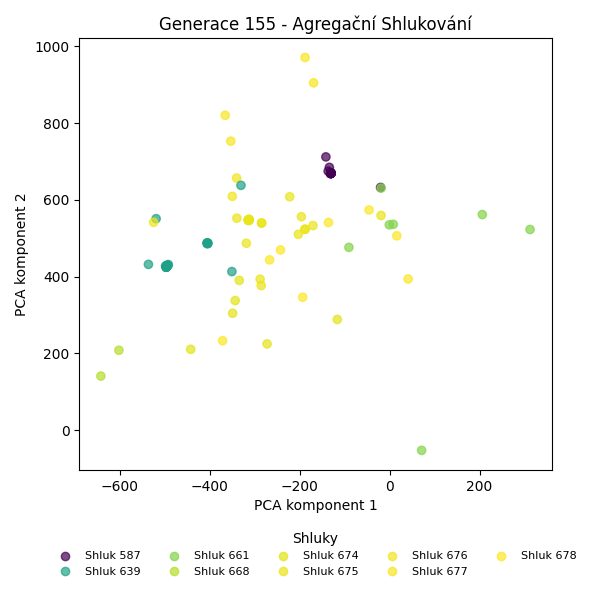 Generace 155 - Agregační Shlukování
1000
800
600
400
200
0
PCA komponent 2
−600 −400 −200 0 200
PCA komponent 1
Shluky
Shluk 587 Shluk 661 Shluk 674 Shluk 676 Shluk 678
Shluk 639 Shluk 668 Shluk 675 Shluk 677